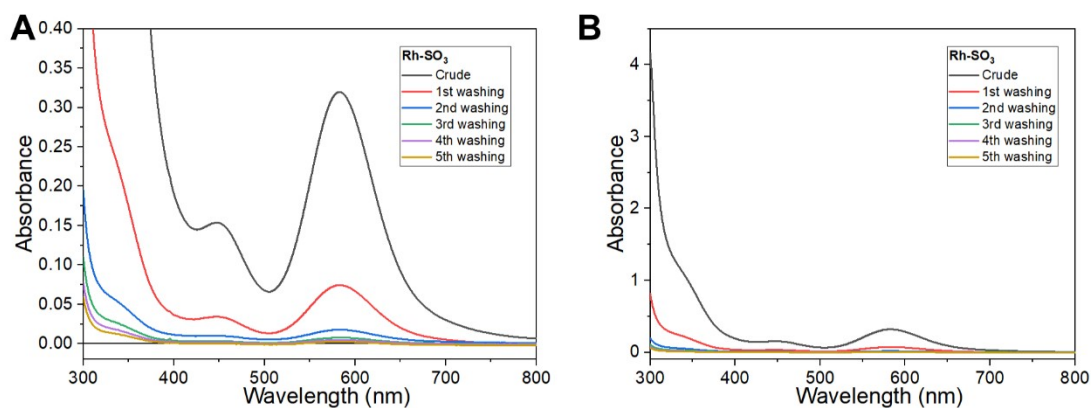 A
Absorbance
0.40
0.35
0.30
0.25
0.20
0.15
0.10
0.05
0.00
300 400 500 600 700 800
Wavelength (nm)
Rh-SO3
Crude
1st washing
2nd washing
3rd washing
4th washing
5th washing
B
Absorbance
4
3
2
1
0
300 400 500 600 700 800
Wavelength (nm)
Rh-SO3
Crude
1st washing
2nd washing
3rd washing
4th washing
5th washing